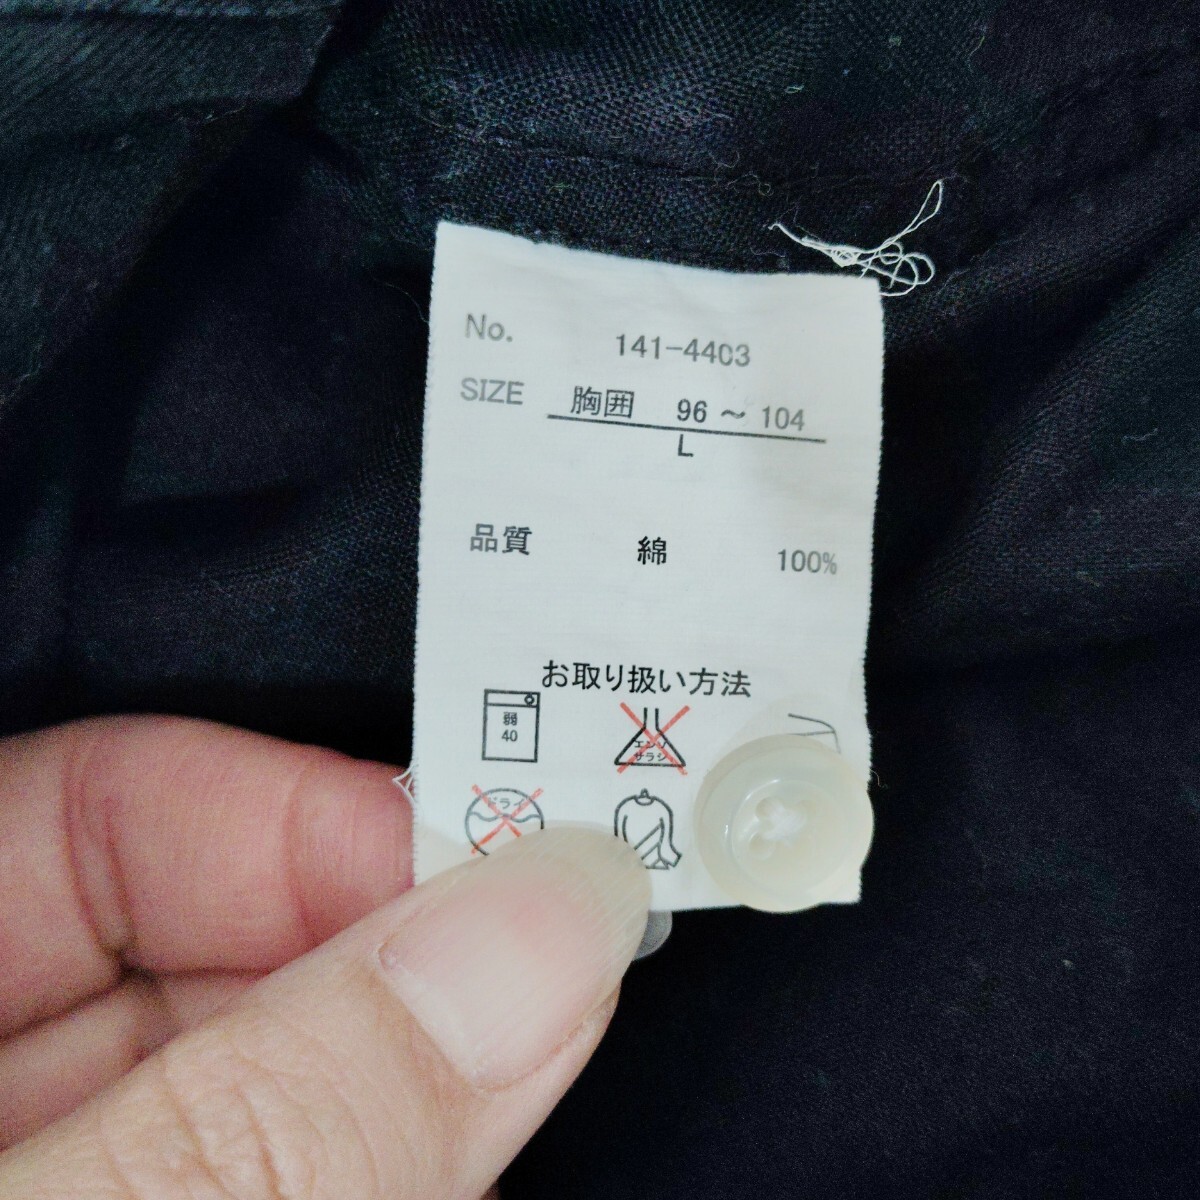 No. 141-4403
SIZE 胸囲 96 ～ 104
L
品質 綿 100%
お取り扱い方法
弱
40
エンソ
サラシ
ドライ